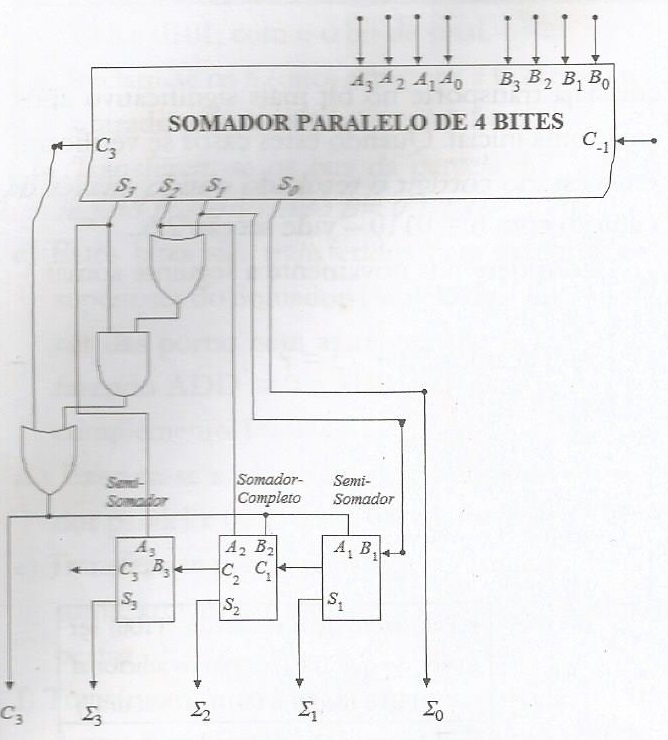 A3 A2 A1 A0 B3 B2 B1 B0
SOMADOR PARALELO DE 4 BITES
C3 C-1
S3 S2 S1 S0
Semi-
Somador
Somador-
Completo
Semi-
Somador
A3 A2 B2 A1 B1
C3 B3 C2 C1
S3 S2 S1
C3 Σ3 Σ2 Σ1 Σ0